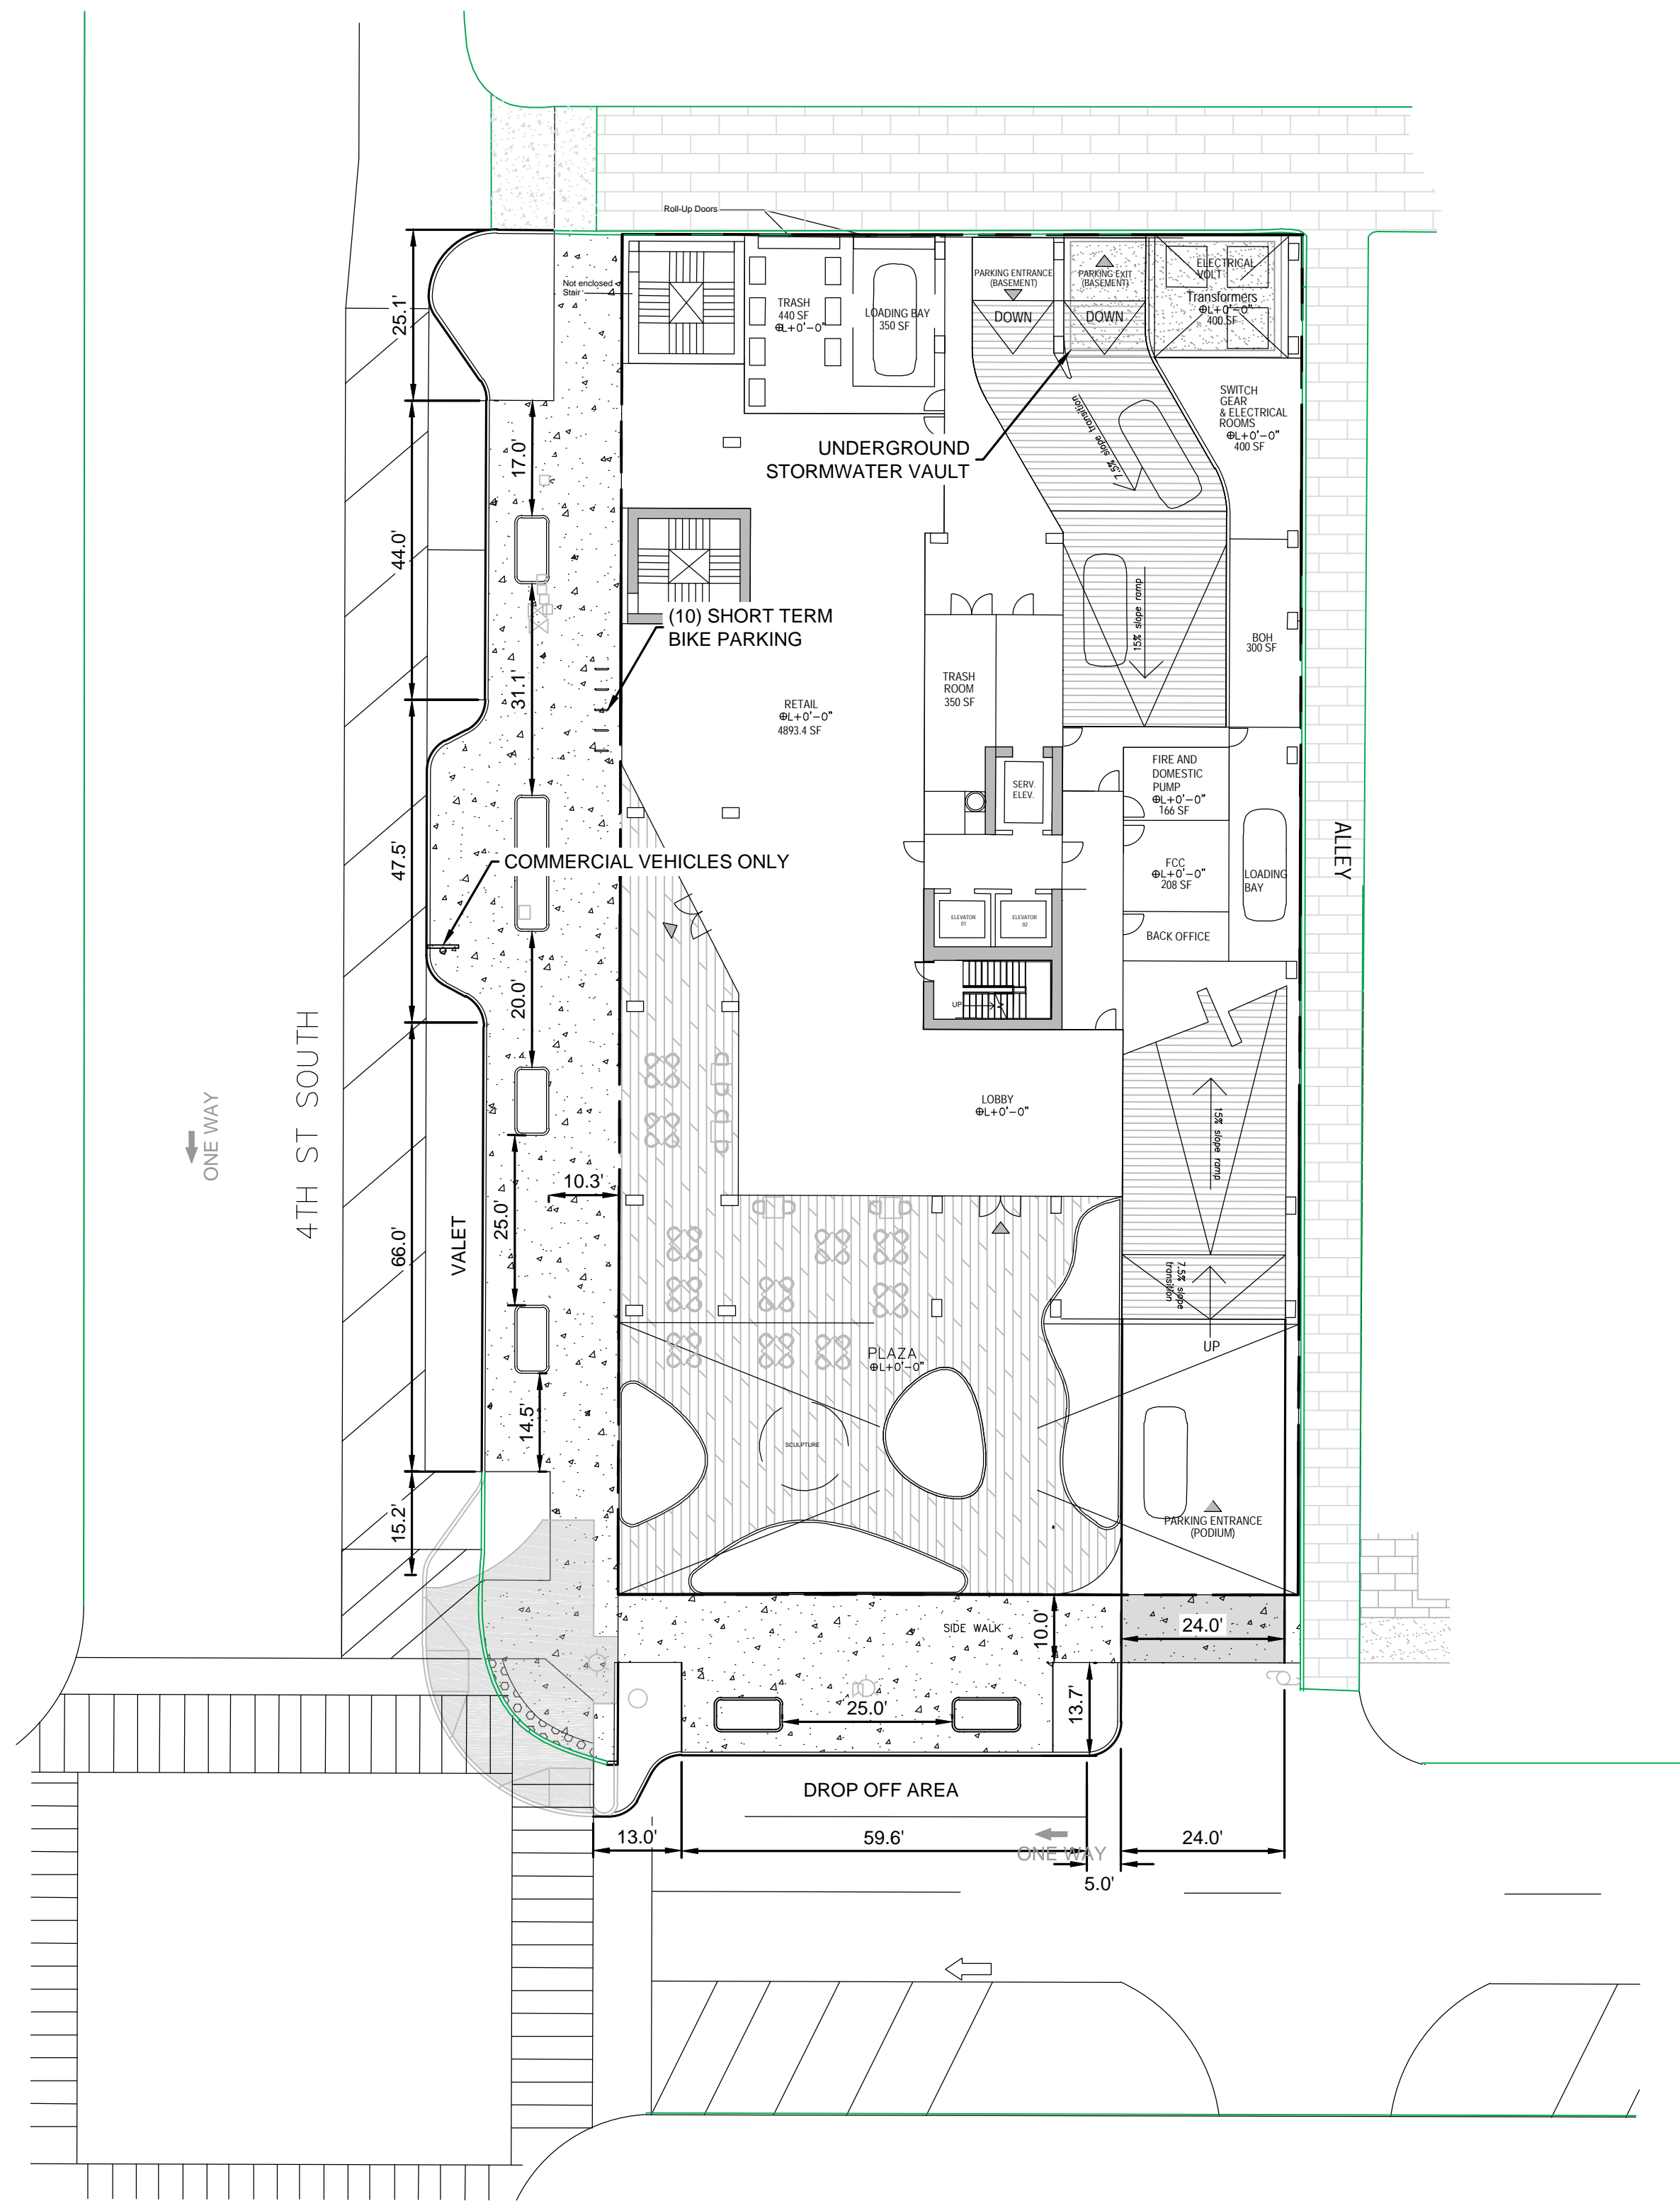 Roll-Up Doors
Not enclosed
Stair
TRASH
440 SF
⊕L+0'-0"
LOADING BAY
350 SF
PARKING ENTRANCE
(BASEMENT)
DOWN
PARKING EXIT
(BASEMENT)
DOWN
ELECTRICAL
VOLT
Transformers
⊕L+0'-0"
400 SF
SWITCH
GEAR
& ELECTRICAL
ROOMS
⊕L+0'-0"
400 SF
25.1'
17.0'
44.0'
7.5% slope transition
UNDERGROUND
STORMWATER VAULT
15% slope ramp
(10) SHORT TERM
BIKE PARKING
BOH
300 SF
31.1'
RETAIL
⊕L+0'-0"
4893.4 SF
TRASH
ROOM
350 SF
SERV.
ELEV.
FIRE AND
DOMESTIC
PUMP
⊕L+0'-0"
166 SF
47.5'
COMMERCIAL VEHICLES ONLY
FCC
⊕L+0'-0"
208 SF
LOADING
BAY
ALLEY
ELEVATOR
01
ELEVATOR
02
BACK OFFICE
20.0'
UP
4TH ST SOUTH
ONE WAY
LOBBY
⊕L+0'-0"
15% slope ramp
10.3'
25.0'
66.0'
VALET
7.5% slope
transition
UP
PLAZA
⊕L+0'-0"
14.5'
SCULPTURE
15.2'
PARKING ENTRANCE
(PODIUM)
SIDE WALK
10.0'
24.0'
13.7'
25.0'
DROP OFF AREA
13.0'
59.6'
ONE WAY
24.0'
5.0'